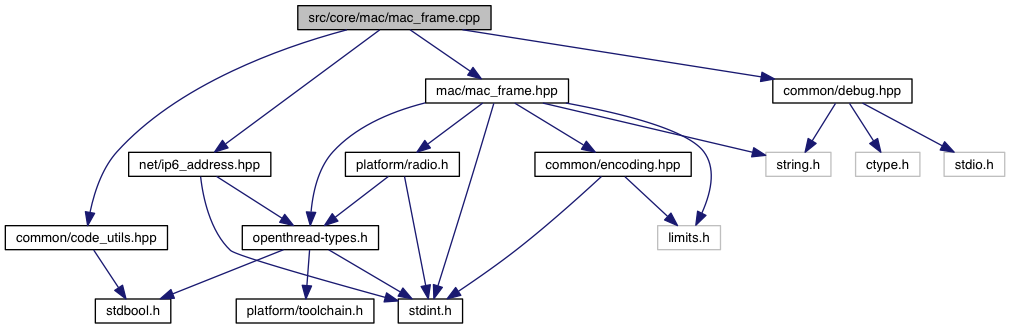 src/core/mac/mac_frame.cpp
mac/mac_frame.hpp
common/debug.hpp
net/ip6_address.hpp
platform/radio.h
common/encoding.hpp
string.h
ctype.h
stdio.h
common/code_utils.hpp
openthread-types.h
limits.h
stdbool.h
platform/toolchain.h
stdint.h